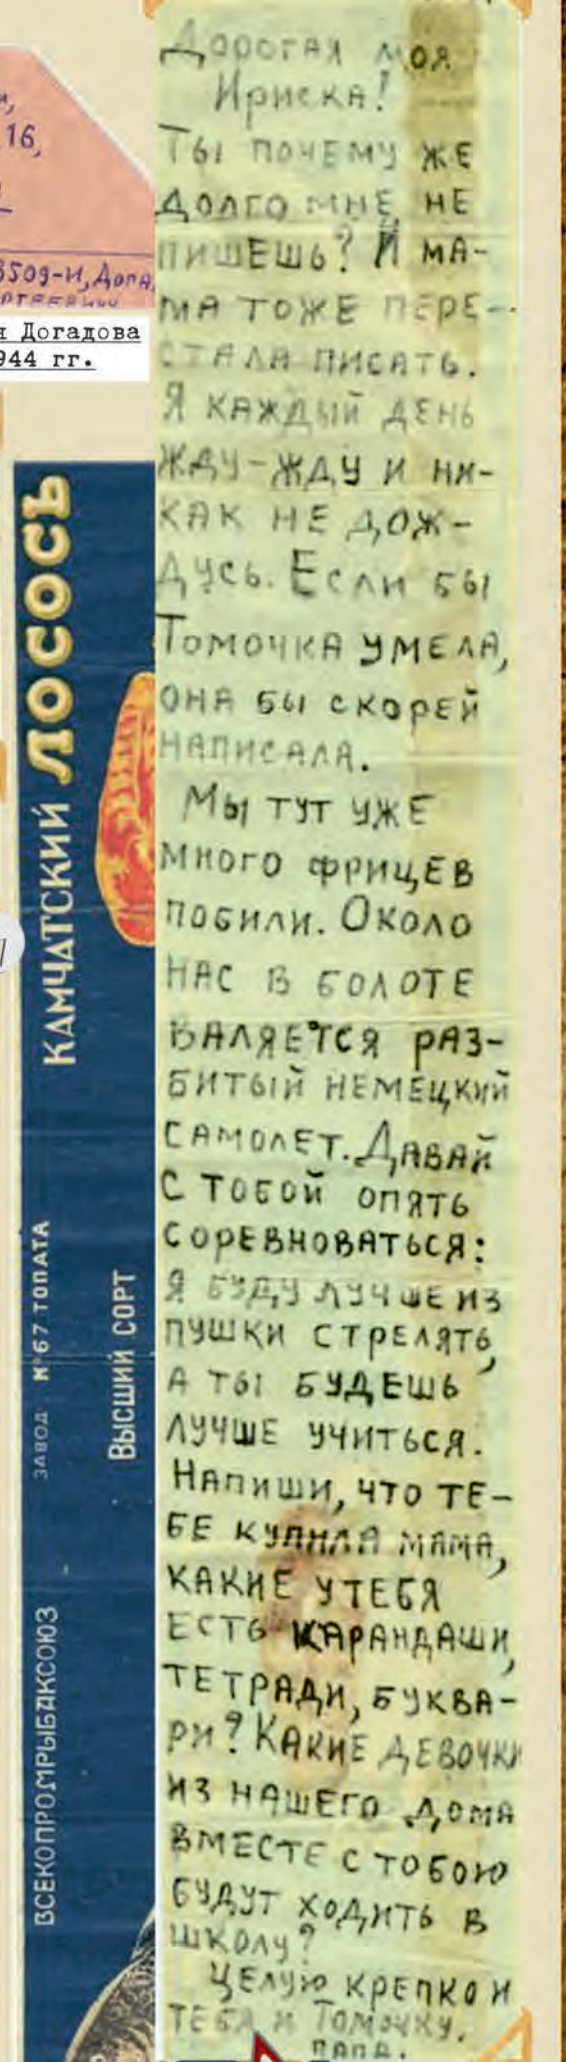 16,
8509-И, Дога
я Догадова
944 гг.
Дорогая моя
Ириска!
Ты почему же
долго мне не
пишешь? И ма-
ма тоже пере-
стала писать.
Я каждый день
жду-жду и ни-
как не дож-
дусь. Если бы
Томочка умела,
она бы скорей
написала.
Мы тут уже
много фрицев
побили. Около
нас в болоте
валяется раз-
битый немецкий
самолет. Давай
с тобой опять
соревноваться:
я буду лучше из
пушки стрелять,
а ты будешь
лучше учиться.
Напиши, что те-
бе купила мама,
какие у тебя
есть карандаши,
тетради, буква-
ри? Какие девочки
из нашего дома
вместе с тобою
будут ходить в
школу?
Целую крепко и
тебя и Томочку.
папа.
КАМЧАТСКИЙ ЛОСОСЬ
ЗАВОД №67 ТОПАТА
ВЫСШИЙ СОРТ
ВСЕКОПРОМРЫБАКСОЮЗ